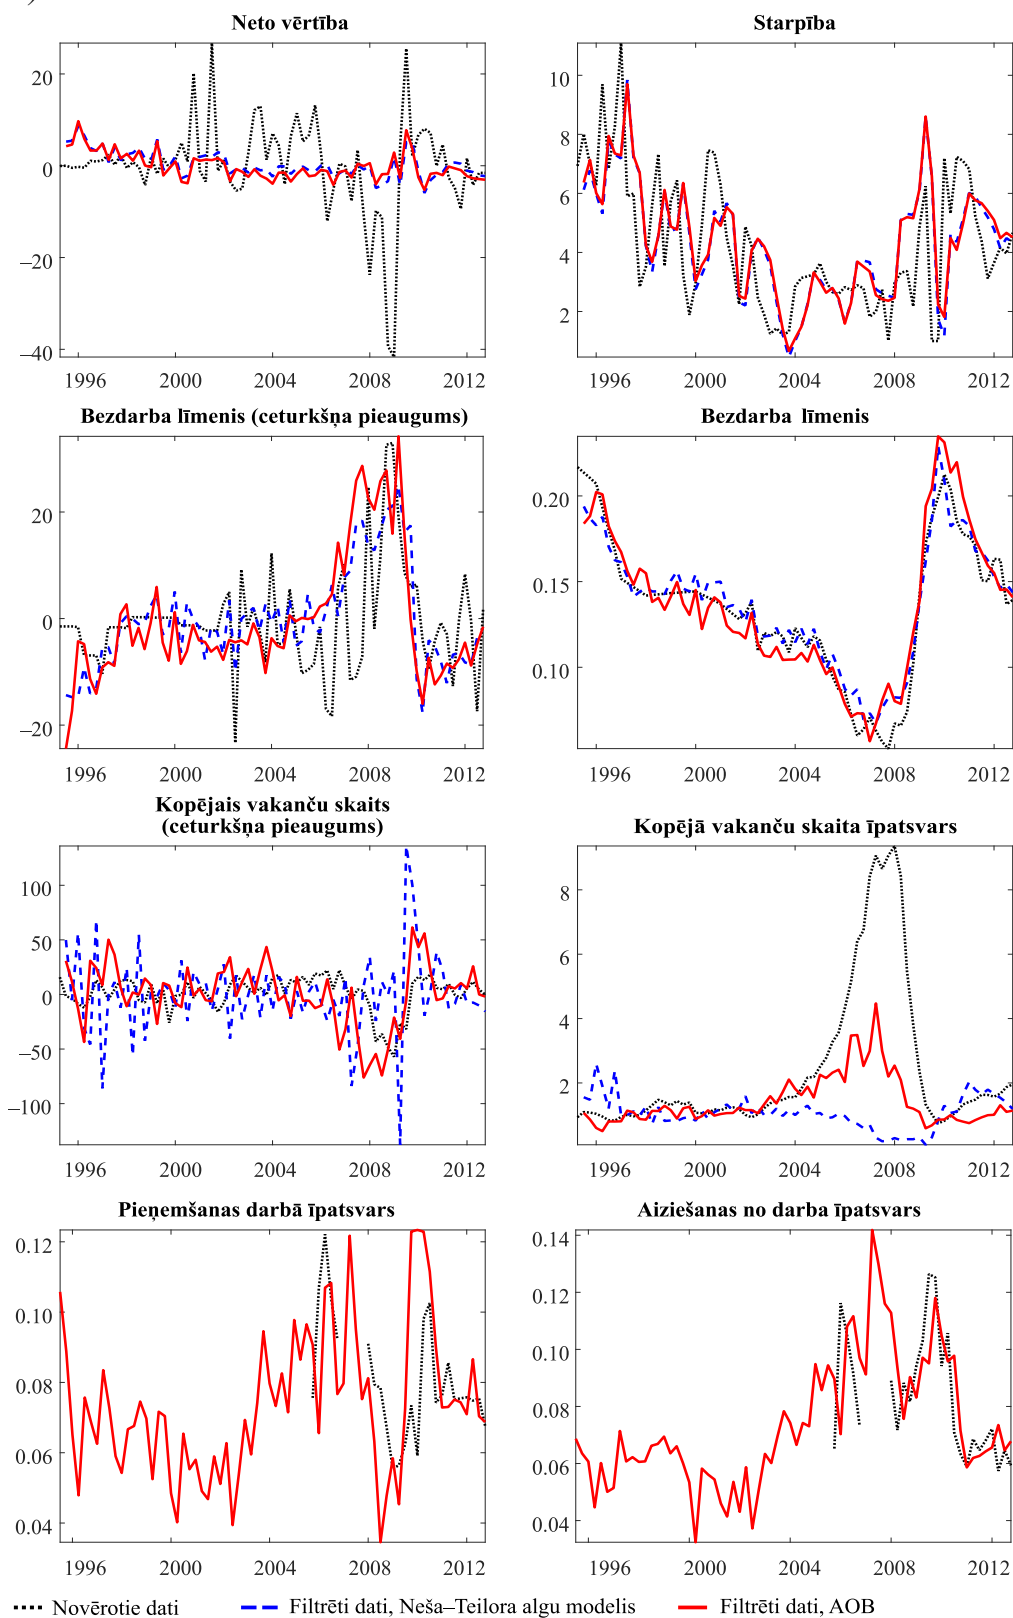 Neto vērtība
20
0
–20
–40
1996 2000 2004 2008 2012
Starpība
10
8
6
4
2
1996 2000 2004 2008 2012
Bezdarba līmenis (ceturkšņa pieaugums)
20
0
–20
1996 2000 2004 2008 2012
Bezdarba līmenis
0.20
0.15
0.10
1996 2000 2004 2008 2012
Kopējais vakanču skaits
(ceturkšņa pieaugums)
100
50
0
–50
–100
1996 2000 2004 2008 2012
Kopējā vakanču skaita īpatsvars
8
6
4
2
1996 2000 2004 2008 2012
Pieņemšanas darbā īpatsvars
0.12
0.10
0.08
0.06
0.04
1996 2000 2004 2008 2012
Aiziešanas no darba īpatsvars
0.14
0.12
0.10
0.08
0.06
0.04
1996 2000 2004 2008 2012
Novērotie dati Filtrēti dati, Neša–Teilora algu modelis Filtrēti dati, AOB